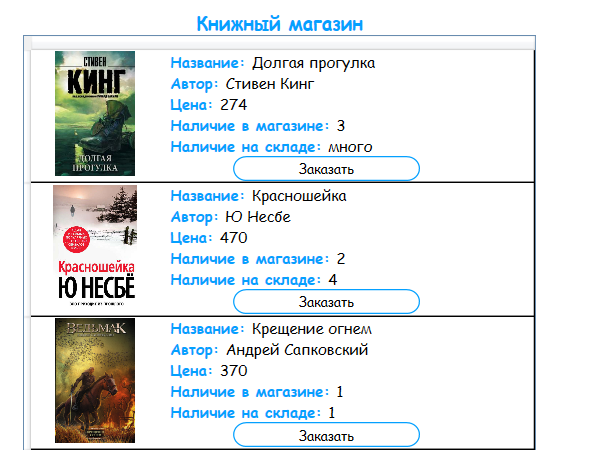 Книжный магазин
СТИВЕН
КИНГ
ДОЛГАЯ
ПРОГУЛКА
Название: Долгая прогулка
Автор: Стивен Кинг
Цена: 274
Наличие в магазине: 3
Наличие на складе: много
Заказать
Красношейка
Ю НЕСБЁ
Название: Красношейка
Автор: Ю Несбе
Цена: 470
Наличие в магазине: 2
Наличие на складе: 4
Заказать
ВЕДЬМАК
Название: Крещение огнем
Автор: Андрей Сапковский
Цена: 370
Наличие в магазине: 1
Наличие на складе: 1
Заказать